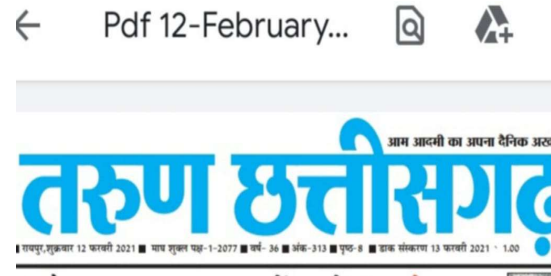 Pdf 12-February...
आम आदमी का अपना दैनिक
तरुण छत्तीसगढ़
रायपुर,शुक्रवार 12 फरवरी 2021 ■ माघ शुक्ल पक्ष-1-2077 ■ वर्ष- 36 ■ अंक-313 ■ पृष्ठ-8 ■ डाक संस्करण 13 फरवरी 2021 - 1.00